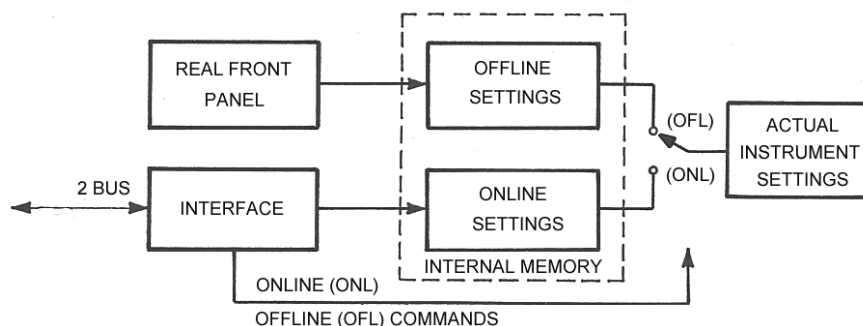 REAL FRONT
PANEL
OFFLINE
SETTINGS
(OFL)
ACTUAL
INSTRUMENT
SETTINGS
(ONL)
2 BUS
INTERFACE
ONLINE
SETTINGS
INTERNAL MEMORY
ONLINE (ONL)
OFFLINE (OFL) COMMANDS